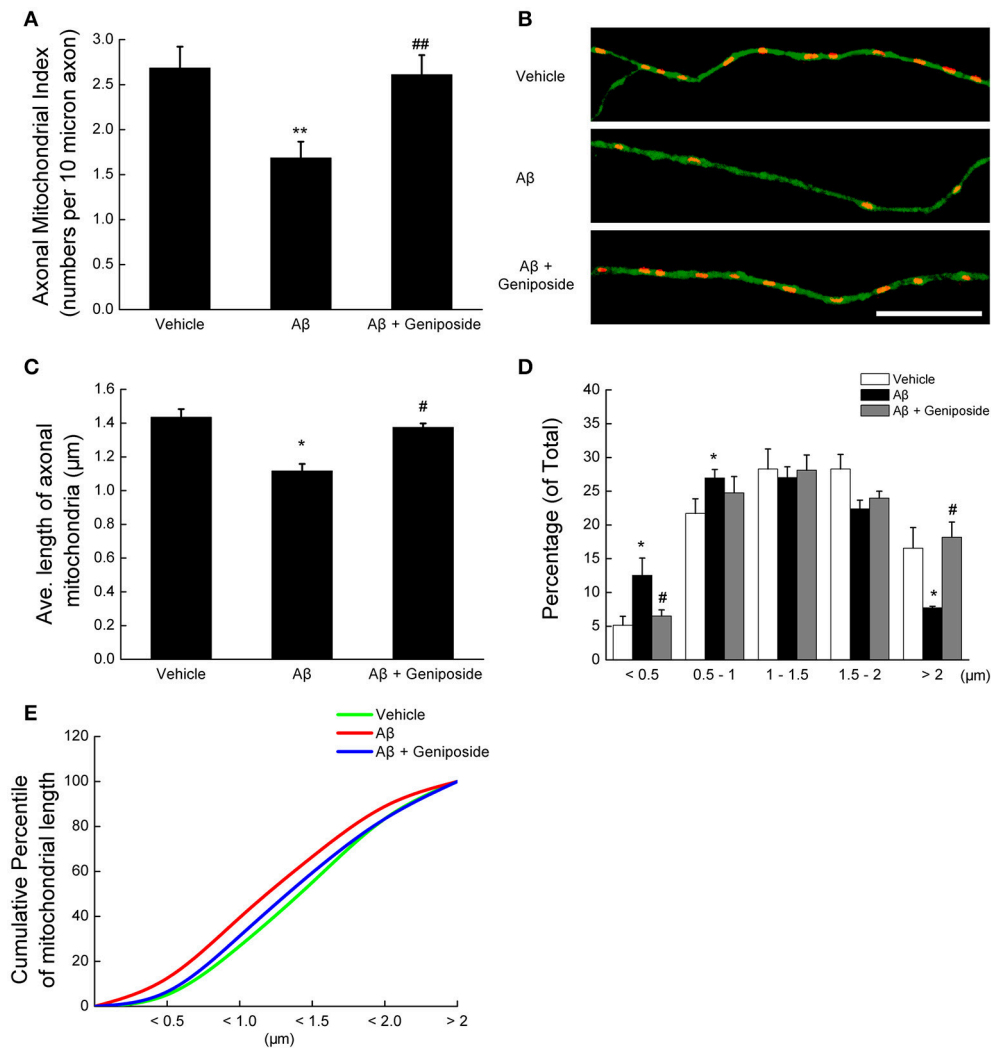 A
Axonal Mitochondrial Index
(numbers per 10 micron axon)
3.0
2.5
2.0
1.5
1.0
0.5
0.0
**
##
Vehicle
Aβ
Aβ + Geniposide
B
Vehicle
Aβ
Aβ +
Geniposide
C
Ave. length of axonal
mitochondria (μm)
1.6
1.4
1.2
1.0
0.8
0.6
0.4
0.2
0.0
*
#
Vehicle
Aβ
Aβ + Geniposide
D
Vehicle
Aβ
Aβ + Geniposide
Percentage (of Total)
40
35
30
25
20
15
10
5
0
*
#
*
*
#
< 0.5
0.5 - 1
1 - 1.5
1.5 - 2
> 2
(μm)
E
Vehicle
Aβ
Aβ + Geniposide
Cumulative Percentile
of mitochondrial length
120
100
80
60
40
20
0
< 0.5
< 1.0
< 1.5
< 2.0
> 2
(μm)